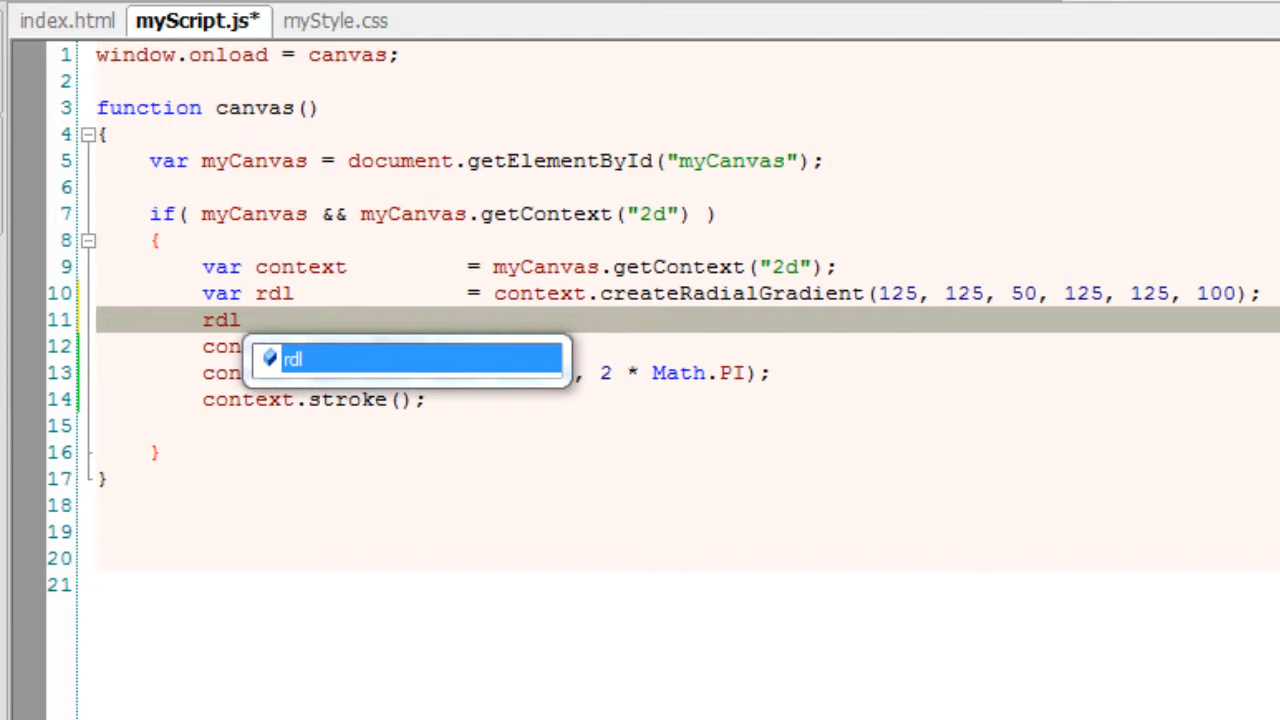 index.html myScript.js* myStyle.css
1 window.onload = canvas;
2
3 function canvas()
4 {
5 var myCanvas = document.getElementById("myCanvas");
6
7 if( myCanvas && myCanvas.getContext("2d") )
8 {
9 var context = myCanvas.getContext("2d");
10 var rdl = context.createRadialGradient(125, 125, 50, 125, 125, 100);
11 rdl
12 con
rdl
13 con , 2 * Math.PI);
14 context.stroke();
15
16 }
17 }
18
19
20
21